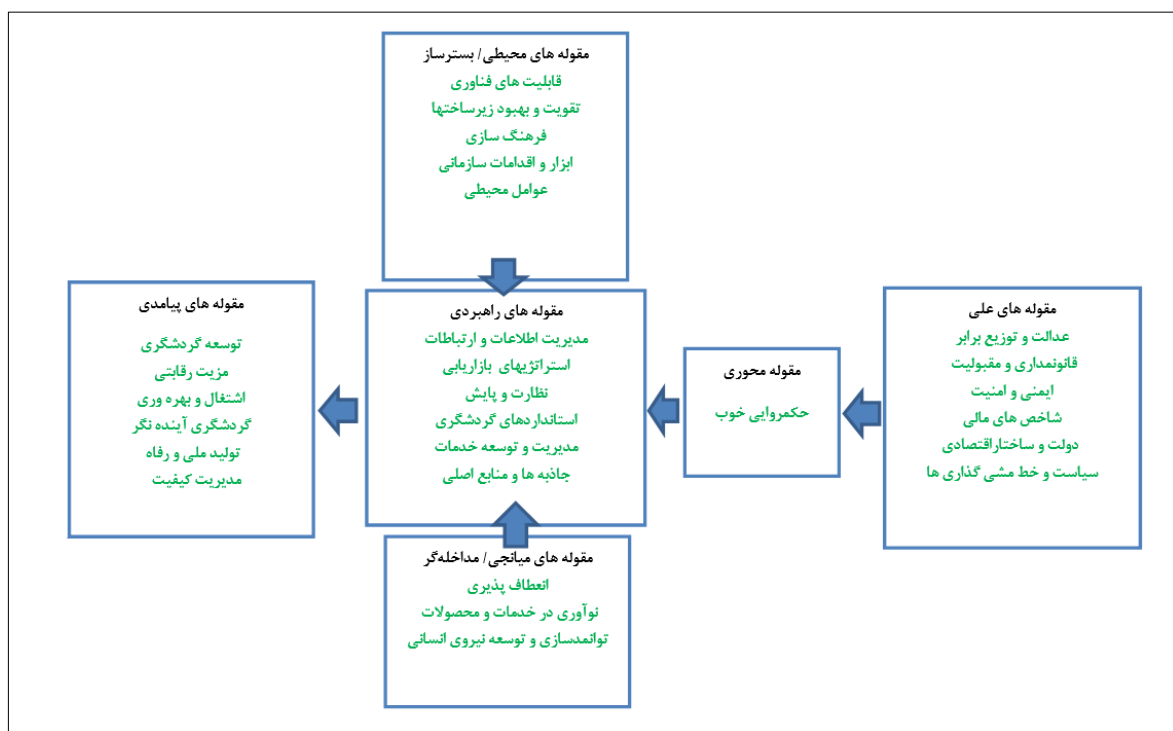 مقوله های محیطی/ بسترساز
قابلیت های فناوری
تقویت و بهبود زیرساختها
فرهنگ سازی
ابزار و اقدامات سازمانی
عوامل محیطی
مقوله های علی
عدالت و توزیع برابر
قانونمداری و مقبولیت
ایمنی و امنیت
شاخص های مالی
دولت و ساختاراقتصادی
سیاست و خط مشی گذاری ها
مقوله محوری
حکمروایی خوب
مقوله های راهبردی
مدیریت اطلاعات و ارتباطات
استراتژیهای بازاریابی
نظارت و پایش
استانداردهای گردشگری
مدیریت و توسعه خدمات
جاذبه ها و منابع اصلی
مقوله های پیامدی
توسعه گردشگری
مزیت رقابتی
اشتغال و بهره وری
گردشگری آینده نگر
تولید ملی و رفاه
مدیریت کیفیت
مقوله های میانجی/ مداخله‌گر
انعطاف پذیری
نوآوری در خدمات و محصولات
توانمدسازی و توسعه نیروی انسانی